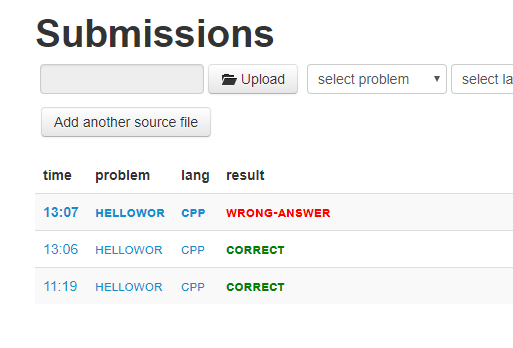 Submissions
Upload select problem select la
Add another source file
time problem lang result
13:07 HELLOWOR CPP WRONG-ANSWER
13:06 HELLOWOR CPP CORRECT
11:19 HELLOWOR CPP CORRECT